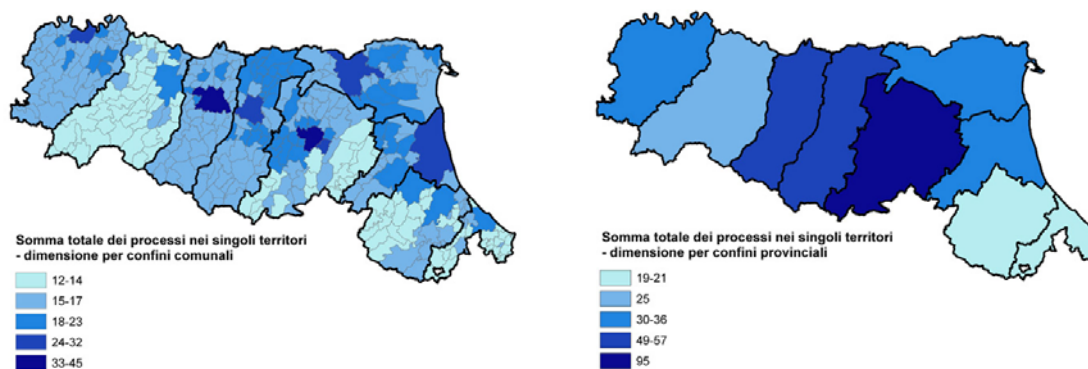 Somma totale dei processi nei singoli territori
- dimensione per confini comunali
12-14
15-17
18-23
24-32
33-45
Somma totale dei processi nei singoli territori
- dimensione per confini provinciali
19-21
25
30-36
49-57
95